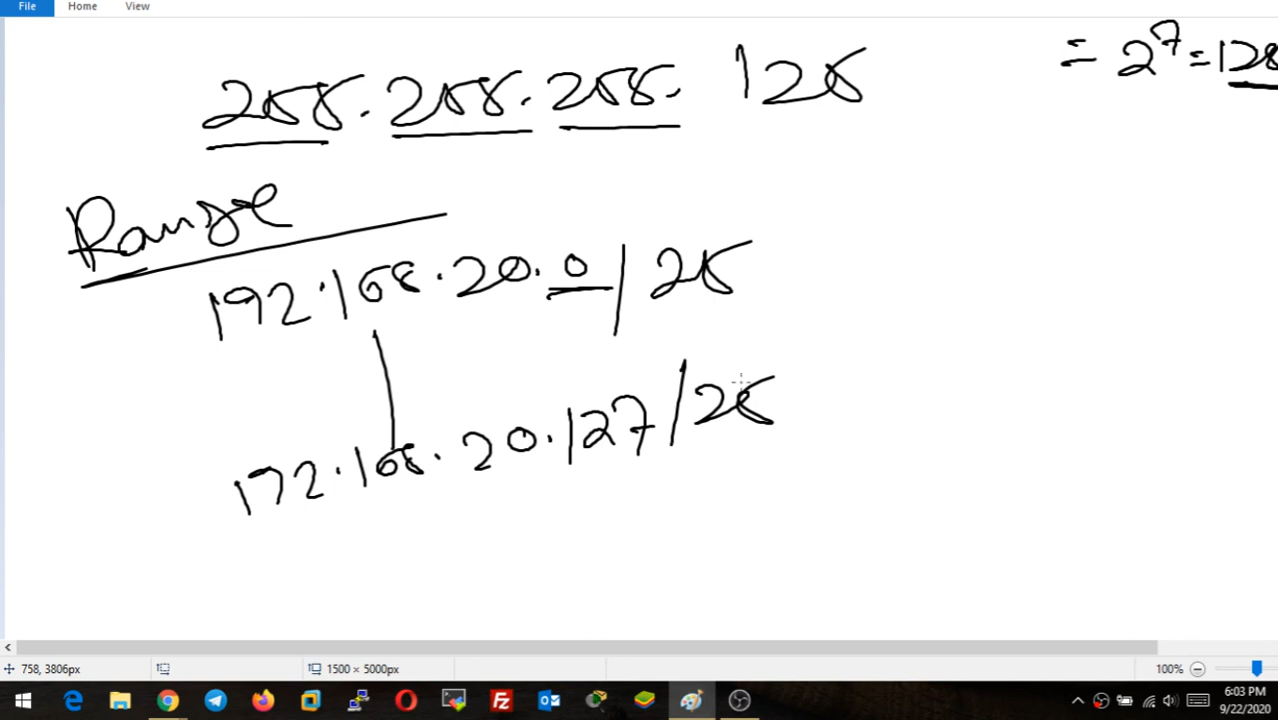 File Home View
255.255.255. 128
= 2^7 = 128
Range
192.168.20.0/25
192.168.20.127/25
758, 3806px 1500 × 5000px 100%
6:03 PM
9/22/2020